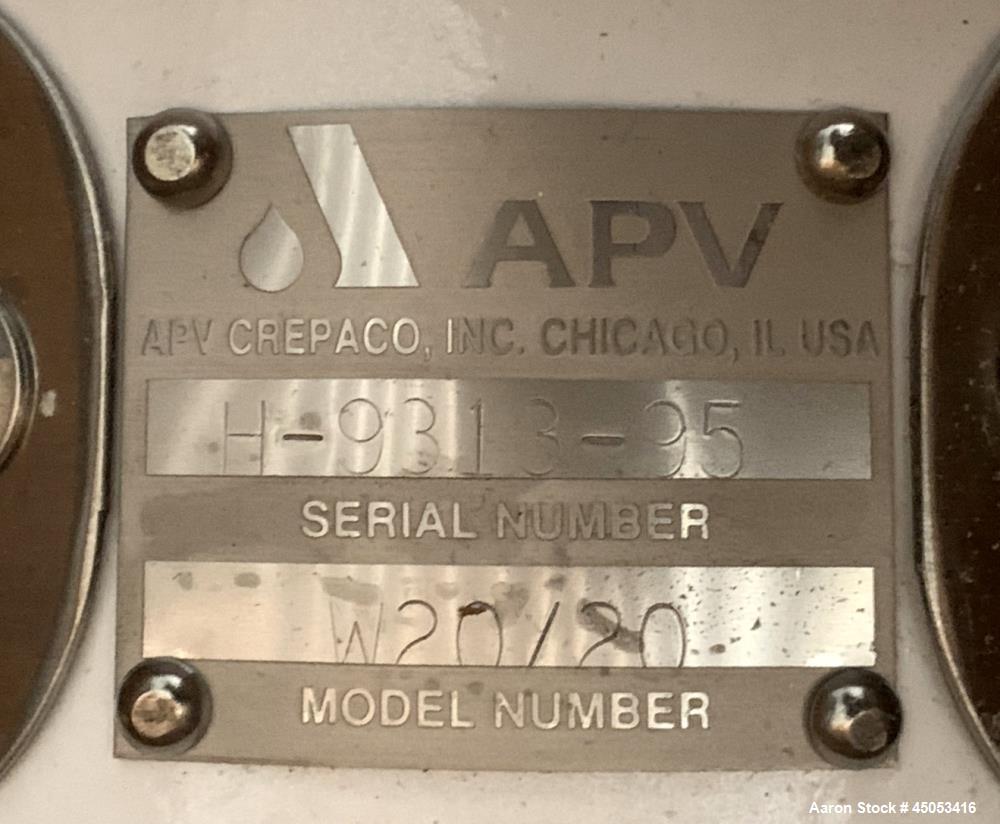 APV
APV CREPACO, INC. CHICAGO, IL USA
H-9313-95
SERIAL NUMBER
W20/20
MODEL NUMBER
Aaron Stock # 45053416